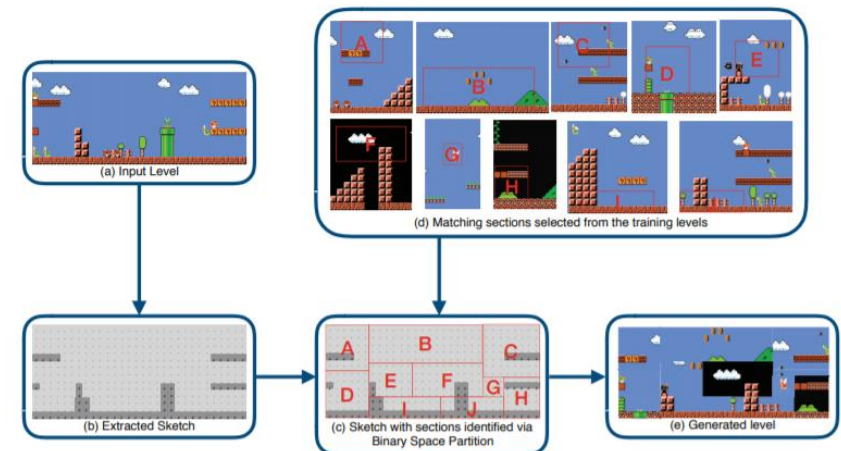 A
B
C
D
E
F
G
H
I
(a) Input Level
(d) Matching sections selected from the training levels
A
B
C
D
E
F
G
H
I
J
(b) Extracted Sketch
(c) Sketch with sections identified via
Binary Space Partition
(e) Generated level